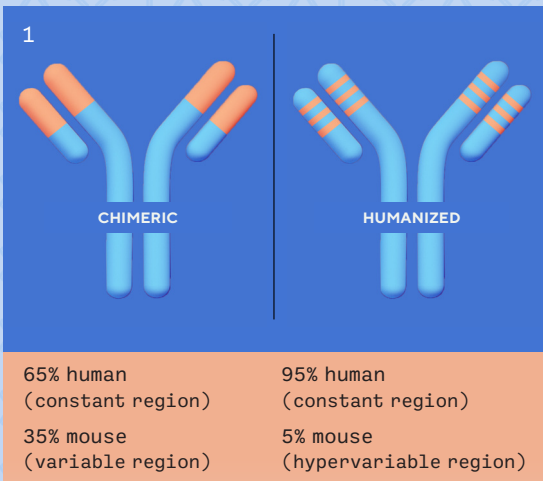 1
CHIMERIC
HUMANIZED
65% human
(constant region)
35% mouse
(variable region)
95% human
(constant region)
5% mouse
(hypervariable region)